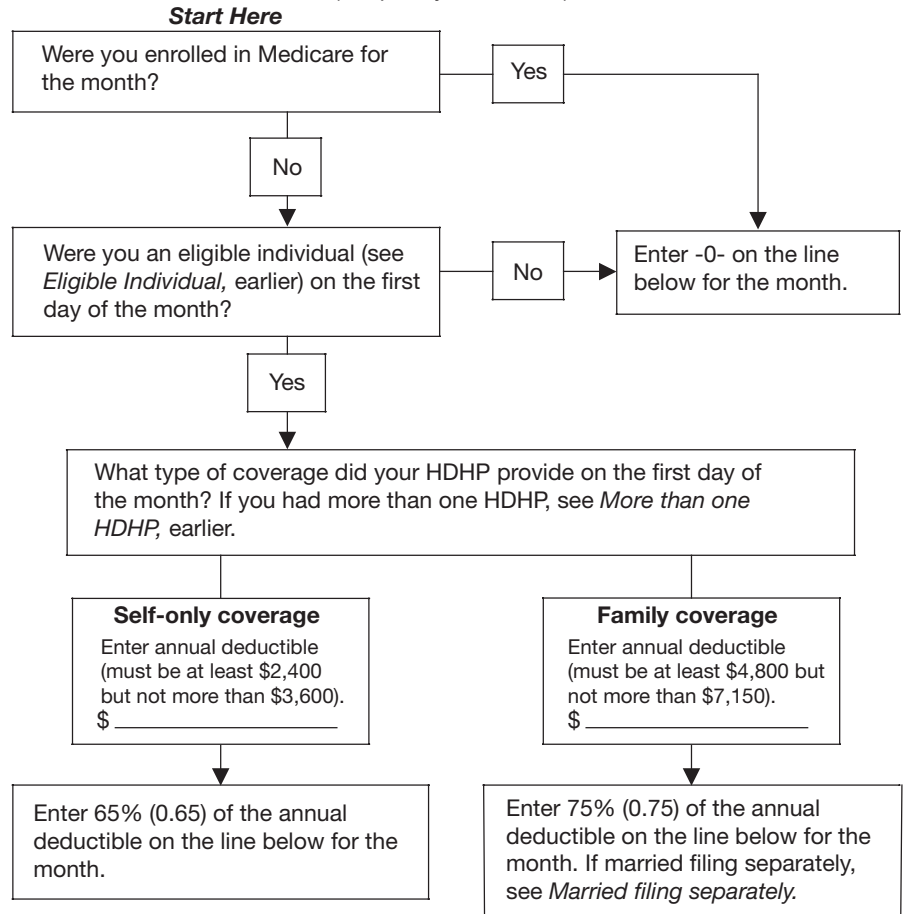 Start Here
Were you enrolled in Medicare for
the month?
Yes
No
Were you an eligible individual (see
Eligible Individual, earlier) on the first
day of the month?
No
Enter -0- on the line
below for the month.
Yes
What type of coverage did your HDHP provide on the first day of
the month? If you had more than one HDHP, see More than one
HDHP, earlier.
Self-only coverage
Enter annual deductible
(must be at least $2,400
but not more than $3,600).
$ ____________________
Family coverage
Enter annual deductible
(must be at least $4,800 but
not more than $7,150).
$ ____________________
Enter 65% (0.65) of the annual
deductible on the line below for the
month.
Enter 75% (0.75) of the annual
deductible on the line below for the
month. If married filing separately,
see Married filing separately.